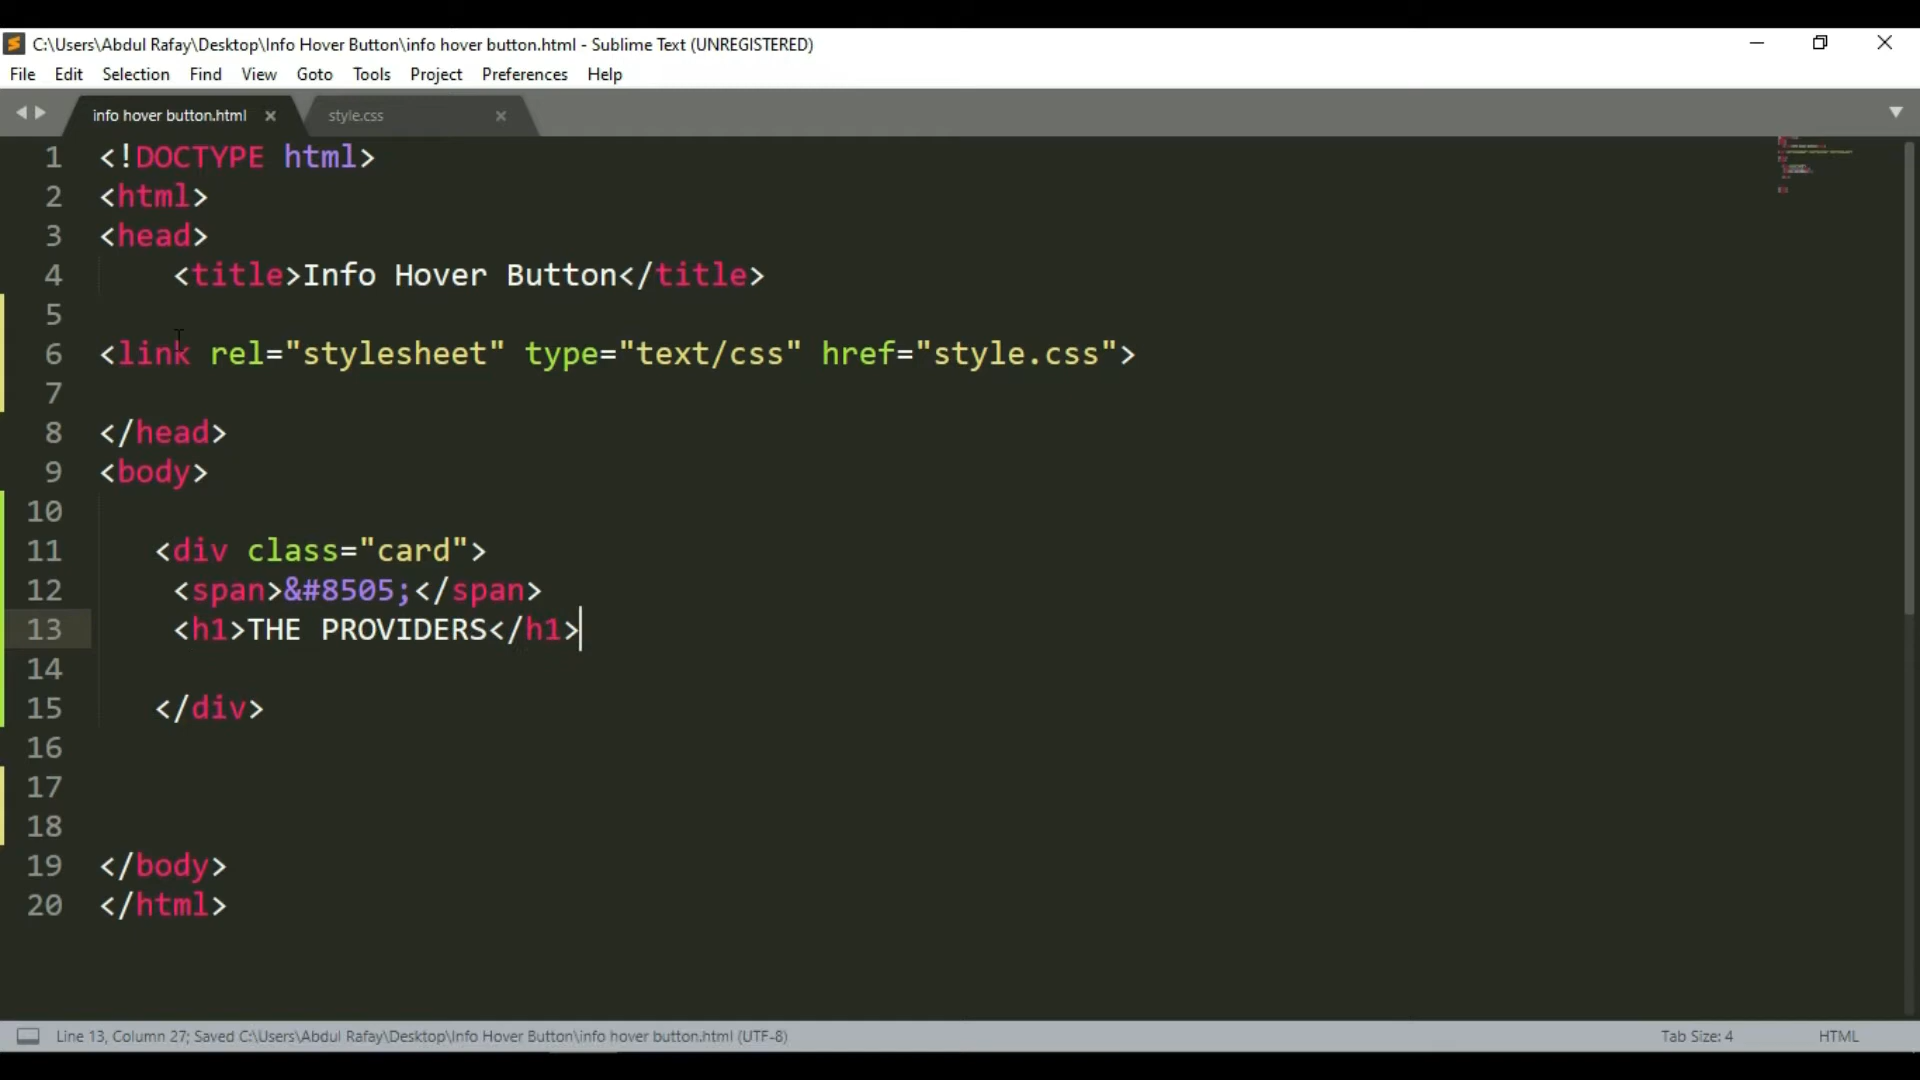 C:\Users\Abdul Rafay\Desktop\Info Hover Button\info hover button.html - Sublime Text (UNREGISTERED)
File Edit Selection Find View Goto Tools Project Preferences Help
info hover button.html style.css
1 <!DOCTYPE html>
2 <html>
3 <head>
4 <title>Info Hover Button</title>
5
6 <link rel="stylesheet" type="text/css" href="style.css">
7
8 </head>
9 <body>
10
11 <div class="card">
12 <span>&#8505;</span>
13 <h1>THE PROVIDERS</h1>
14
15 </div>
16
17
18
19 </body>
20 </html>
Line 13, Column 27; Saved C:\Users\Abdul Rafay\Desktop\Info Hover Button\info hover button.html (UTF-8) Tab Size: 4 HTML